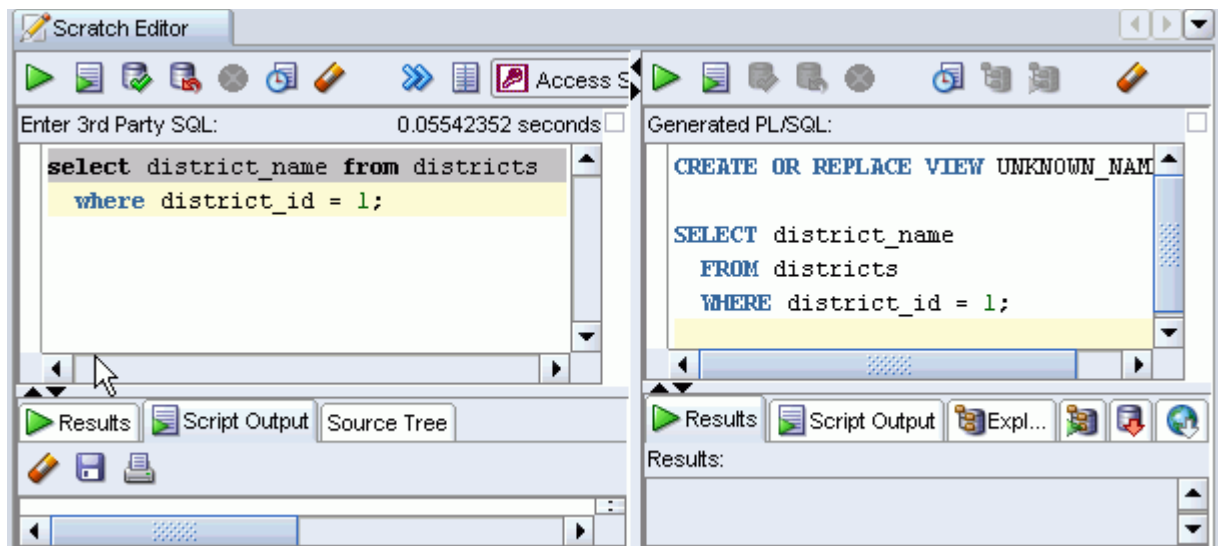 Scratch Editor
Access S
Enter 3rd Party SQL: 0.05542352 seconds
select district_name from districts
where district_id = 1;
Results Script Output Source Tree
Generated PL/SQL:
CREATE OR REPLACE VIEW UNKNOWN_NAM
SELECT district_name
FROM districts
WHERE district_id = 1;
Results Script Output Expl...
Results: